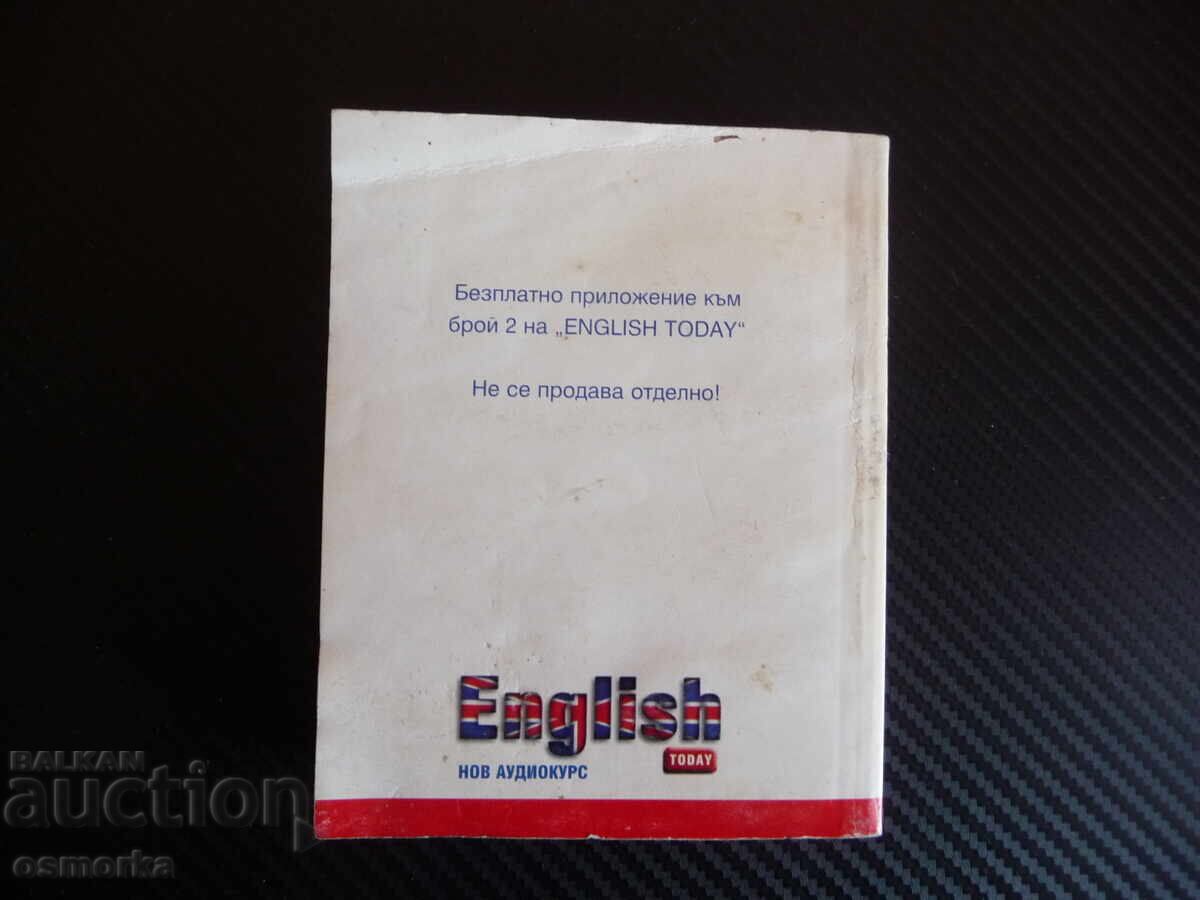 Безплатно приложение към
брой 2 на „ENGLISH TODAY“
Не се продава отделно!
English
TODAY
НОВ АУДИОКУРС
BALKAN
auction
osmorka